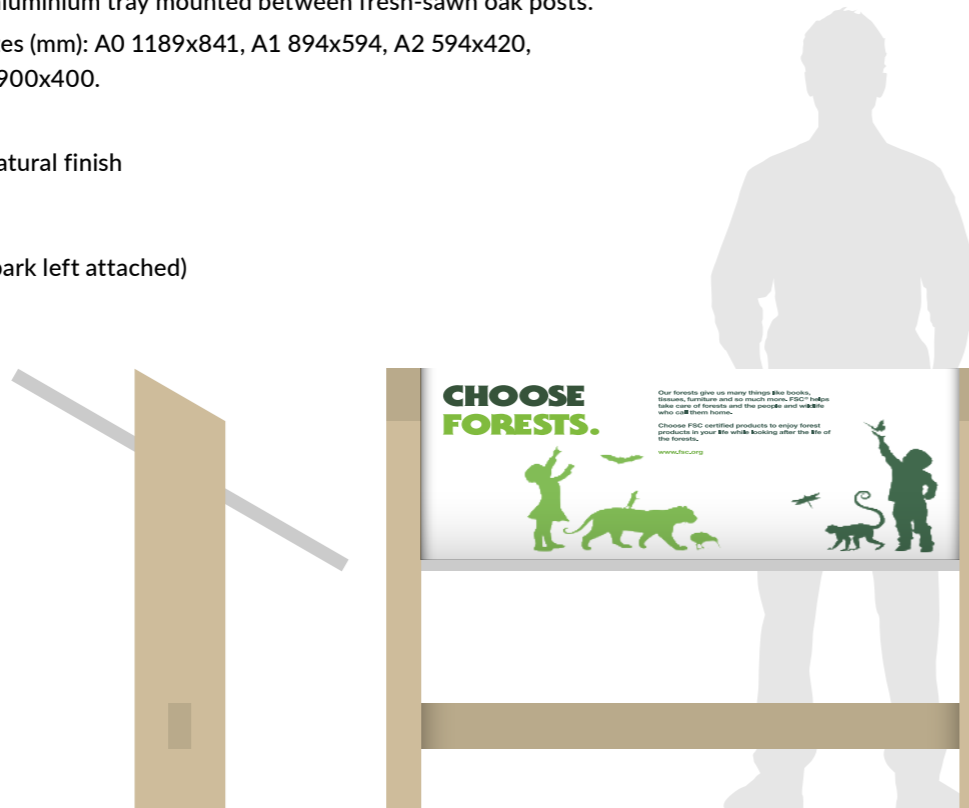 aluminium tray mounted between fresh-sawn oak posts.
es (mm): A0 1189x841, A1 894x594, A2 594x420,
900x400.
atural finish
ark left attached)
CHOOSE
FORESTS.
Our forests give us many things like books,
tissues, furniture and so much more. FSC® helps
take care of forests and the people and wildlife
who call them home.
Choose FSC certified products to enjoy forest
products in your life while looking after the life of
the forests.
www.fsc.org